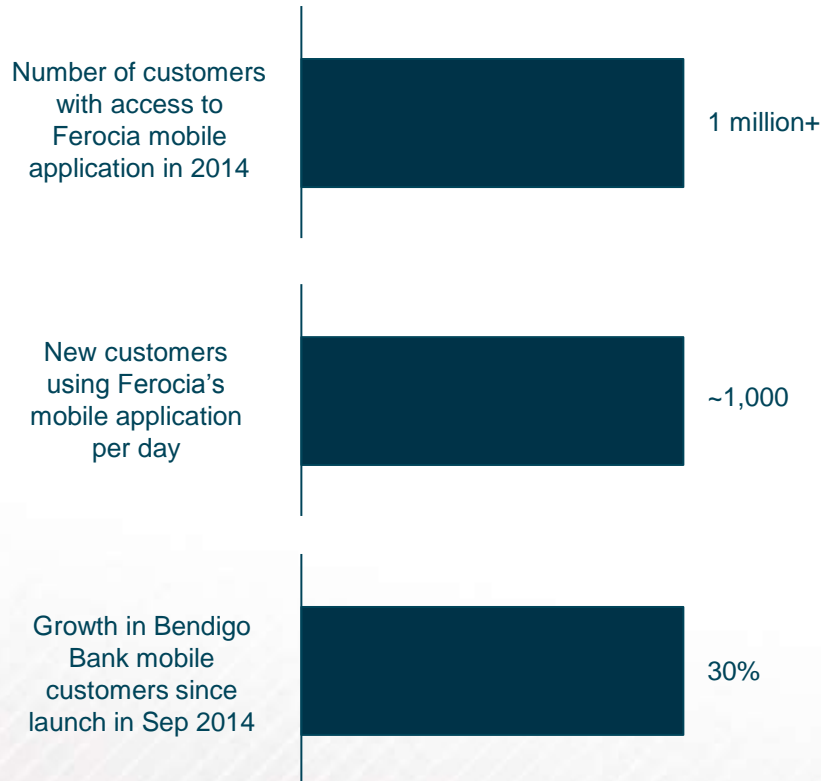 Number of customers
with access to
Ferocia mobile
application in 2014
1 million+
New customers
using Ferocia’s
mobile application
per day
~1,000
Growth in Bendigo
Bank mobile
customers since
launch in Sep 2014
30%